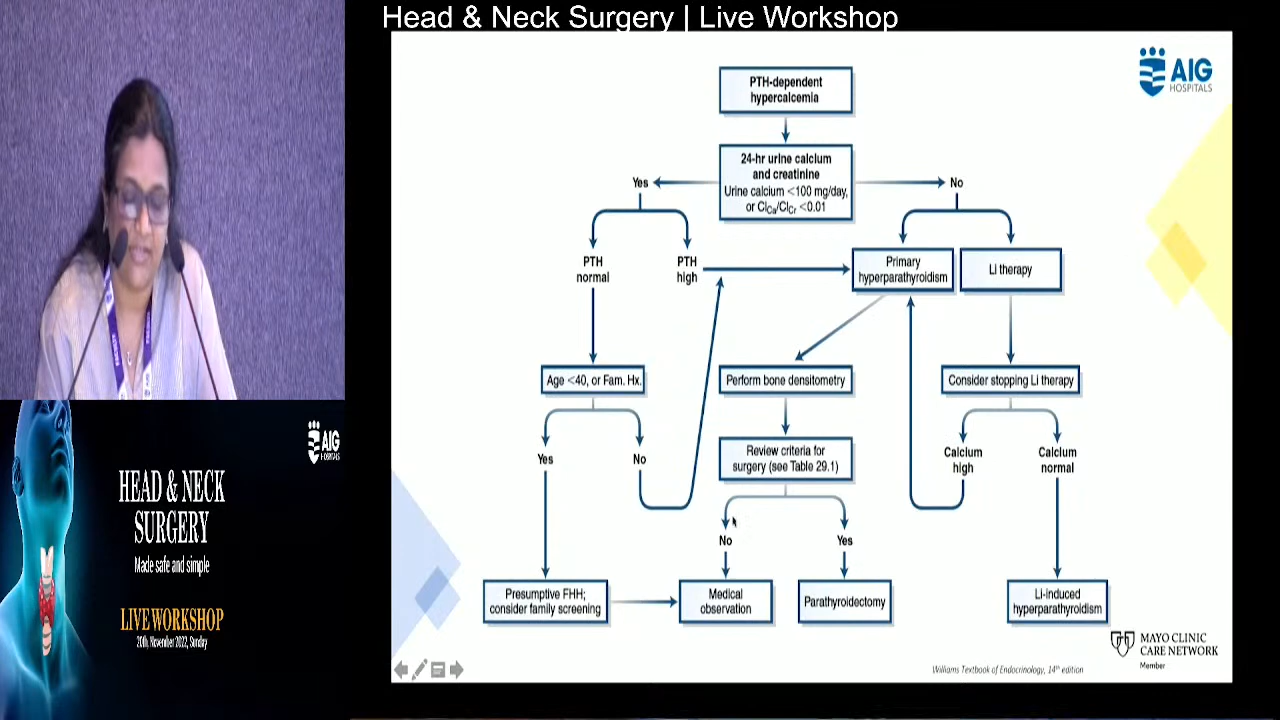 Head & Neck Surgery | Live Workshop
AIG
HOSPITALS
PTH-dependent
hypercalcemia
24-hr urine calcium
and creatinine
Urine calcium <100 mg/day,
or ClCa/ClCr <0.01
Yes
No
PTH
normal
PTH
high
Primary
hyperparathyroidism
Li therapy
Age <40, or Fam. Hx.
Perform bone densitometry
Consider stopping Li therapy
Yes
No
Review criteria for
surgery (see Table 29.1)
Calcium
high
Calcium
normal
No
Yes
Presumptive FHH;
consider family screening
Medical
observation
Parathyroidectomy
Li-induced
hyperparathyroidism
MAYO CLINIC
CARE NETWORK
Member
Williams Textbook of Endocrinology, 14th edition
AIG
HEAD & NECK
SURGERY
Made safe and simple
LIVE WORKSHOP
20th, November 2022, Sunday